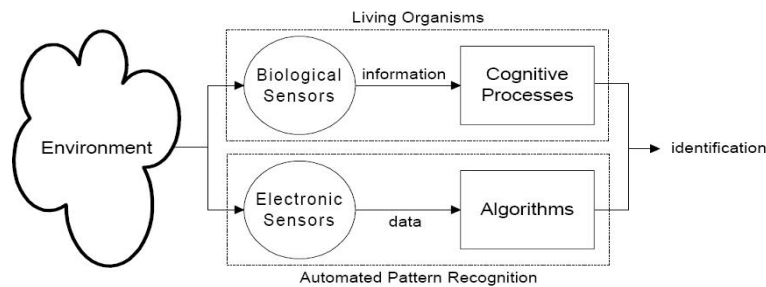 Living Organisms
Biological
Sensors
information
Cognitive
Processes
Environment
identification
Electronic
Sensors
data
Algorithms
Automated Pattern Recognition